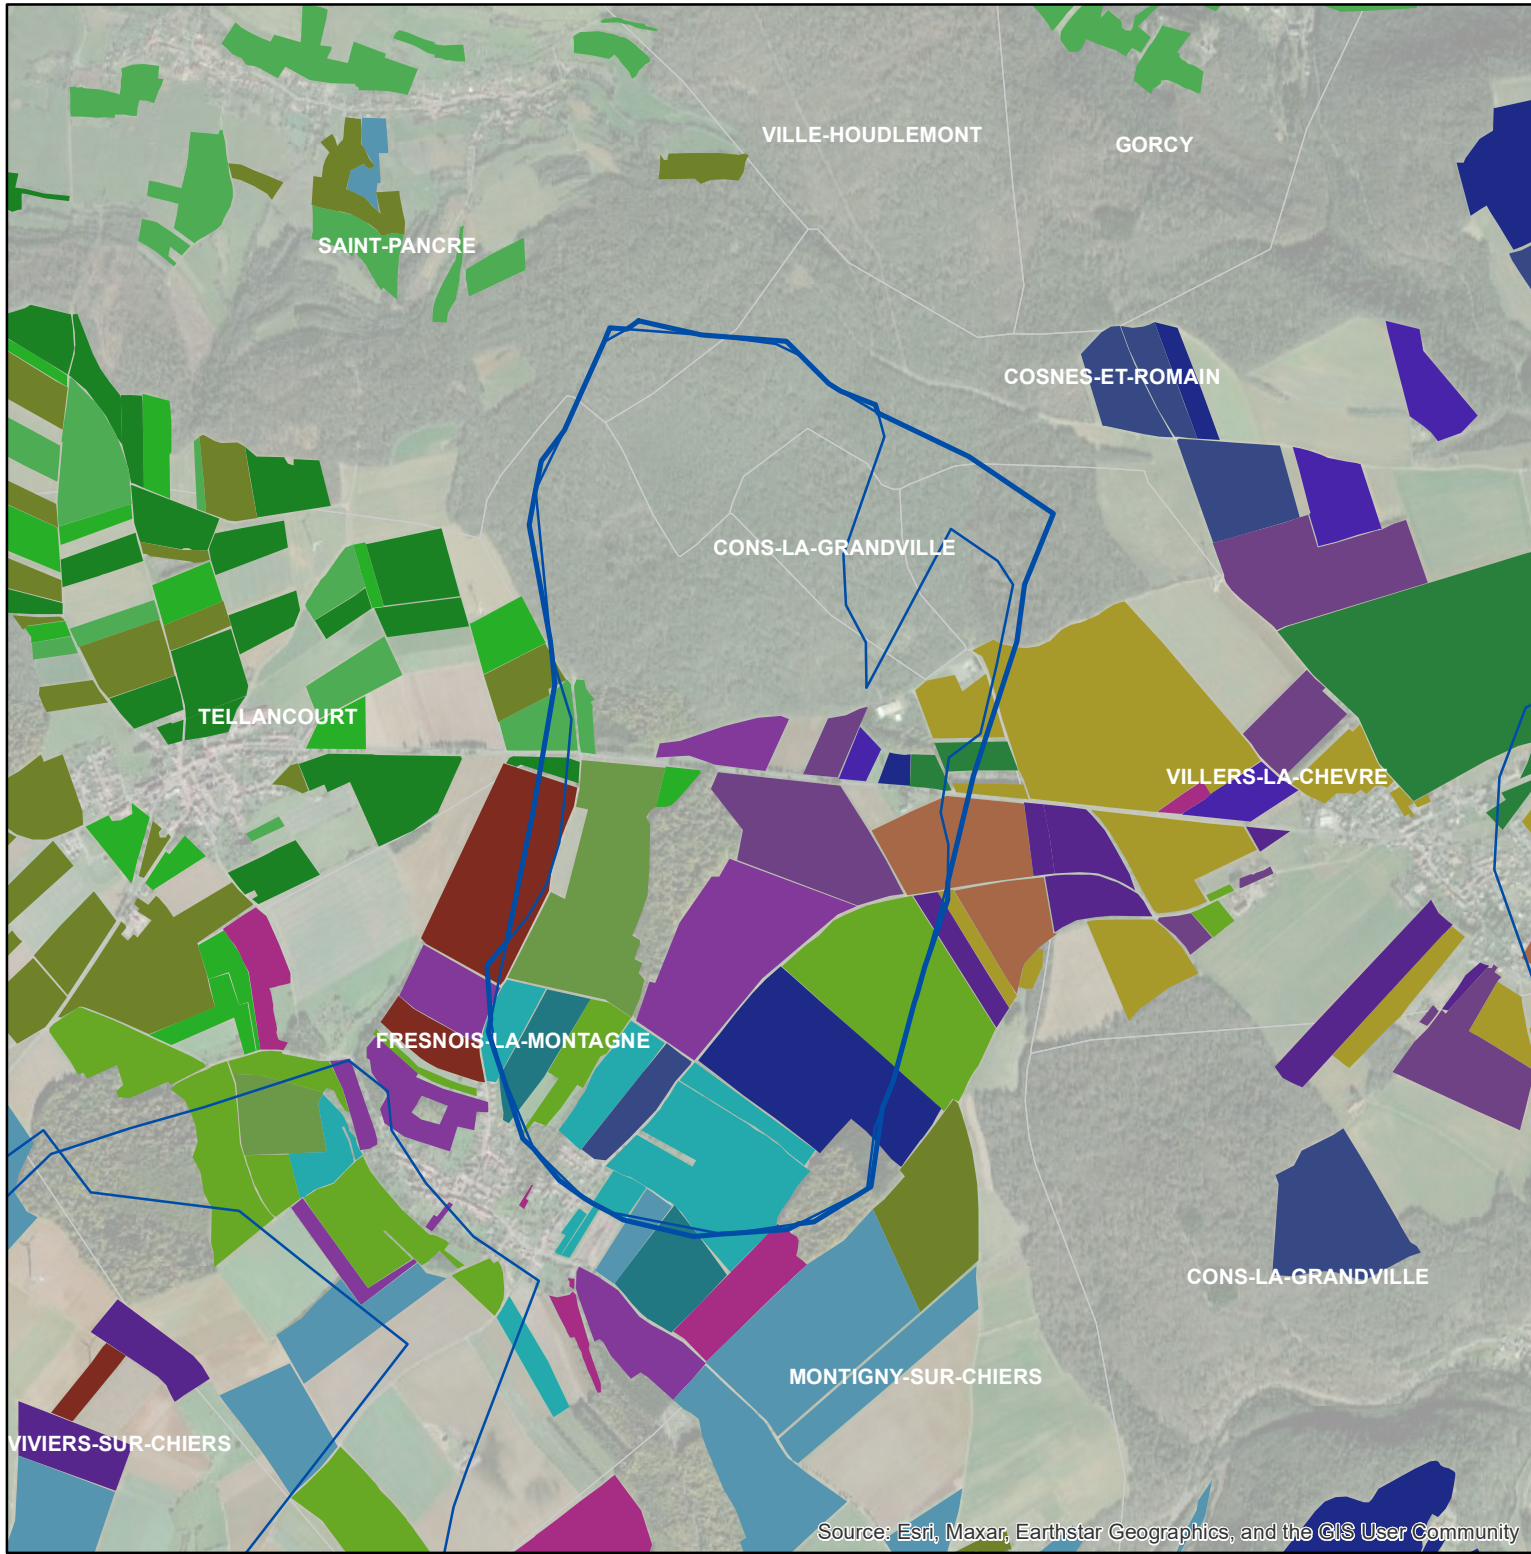 VILLE-HOUDLEMONT
GORCY
SAINT-PANCRE
COSNES-ET-ROMAIN
CONS-LA-GRANDVILLE
TELLANCOURT
VILLERS-LA-CHEVRE
FRESNOIS-LA-MONTAGNE
CONS-LA-GRANDVILLE
MONTIGNY-SUR-CHIERS
VIVIERS-SUR-CHIERS
Source: Esri, Maxar, Earthstar Geographics, and the GIS User Community